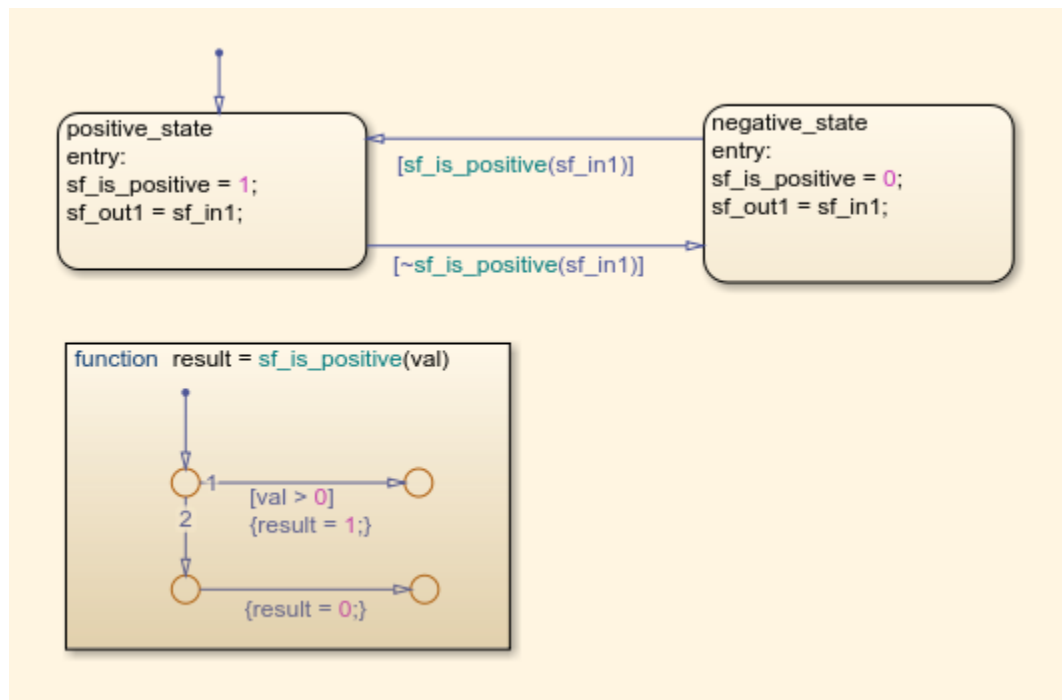 positive_state
entry:
sf_is_positive = 1;
sf_out1 = sf_in1;
[sf_is_positive(sf_in1)]
[~sf_is_positive(sf_in1)]
negative_state
entry:
sf_is_positive = 0;
sf_out1 = sf_in1;
function result = sf_is_positive(val)
1
[val > 0]
{result = 1;}
2
{result = 0;}